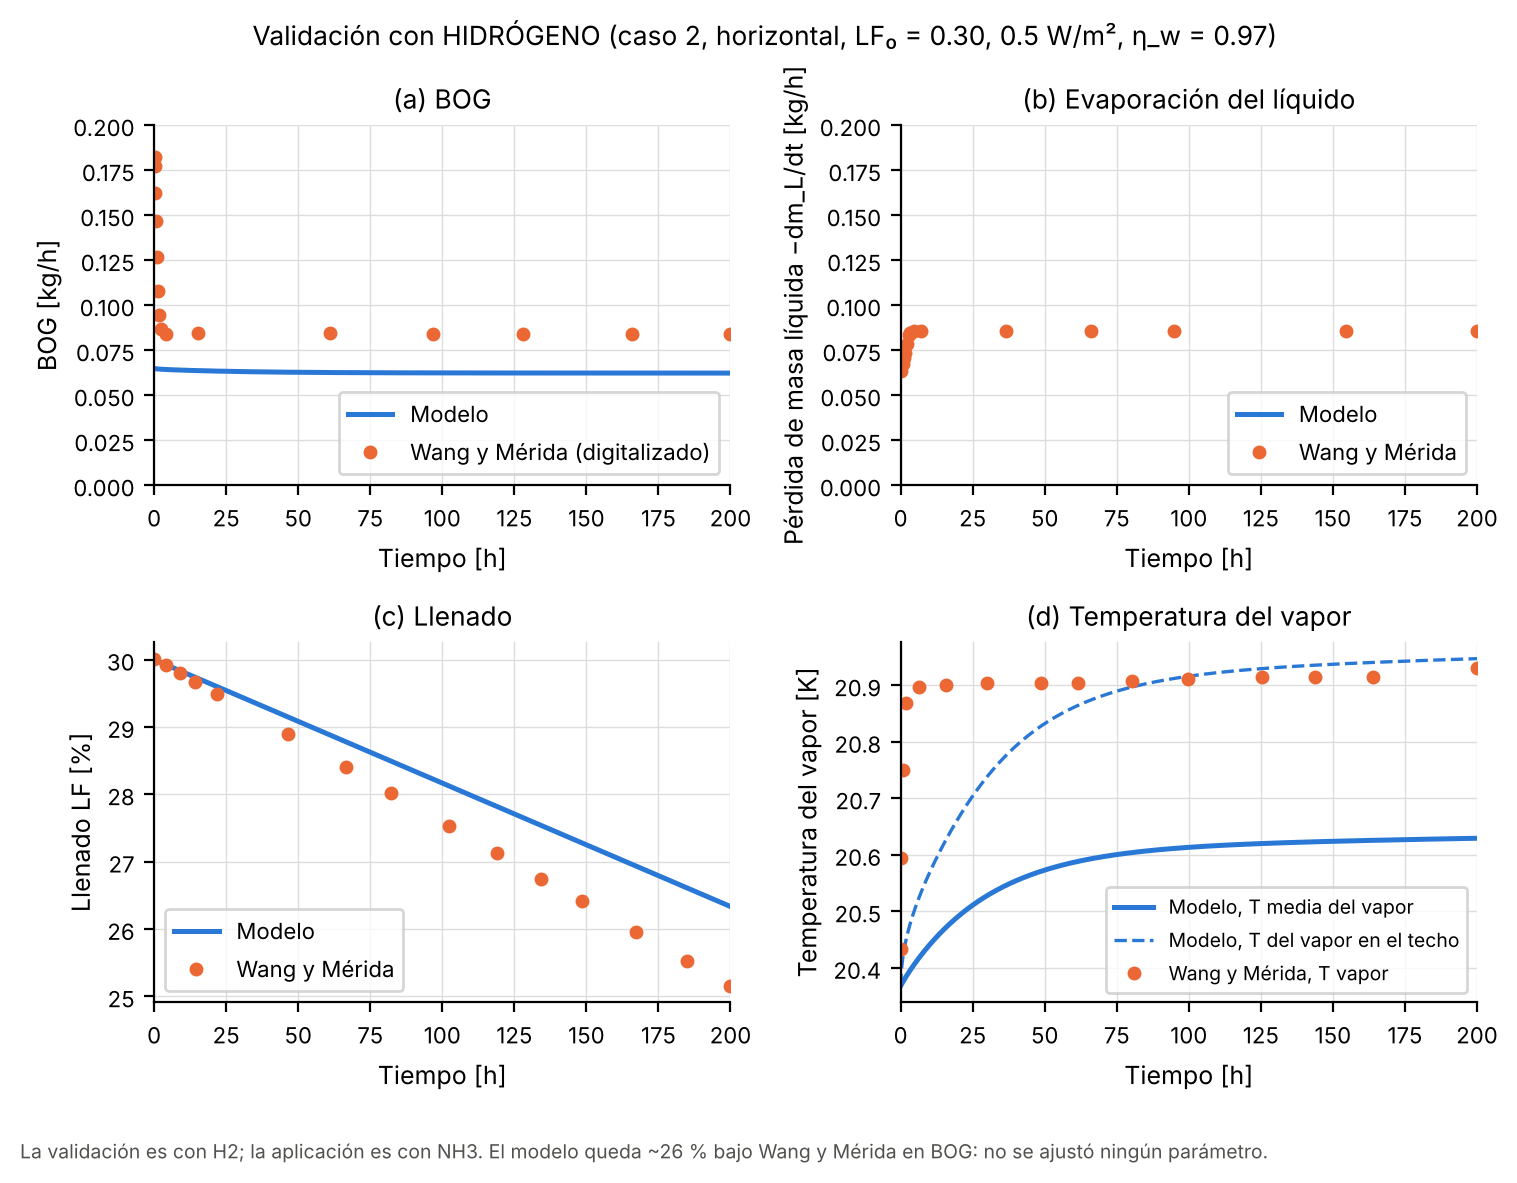 Validación con HIDRÓGENO (caso 2, horizontal, LF₀ = 0.30, 0.5 W/m², η_w = 0.97)
(a) BOG
BOG [kg/h]
0.200
0.175
0.150
0.125
0.100
0.075
0.050
0.025
0.000
Modelo
Wang y Mérida (digitalizado)
0 25 50 75 100 125 150 175 200
Tiempo [h]
(b) Evaporación del líquido
Pérdida de masa líquida −dm_L/dt [kg/h]
0.200
0.175
0.150
0.125
0.100
0.075
0.050
0.025
0.000
Modelo
Wang y Mérida
0 25 50 75 100 125 150 175 200
Tiempo [h]
(c) Llenado
Llenado LF [%]
30
29
28
27
26
25
Modelo
Wang y Mérida
0 25 50 75 100 125 150 175 200
Tiempo [h]
(d) Temperatura del vapor
Temperatura del vapor [K]
20.9
20.8
20.7
20.6
20.5
20.4
Modelo, T media del vapor
Modelo, T del vapor en el techo
Wang y Mérida, T vapor
0 25 50 75 100 125 150 175 200
Tiempo [h]
La validación es con H2; la aplicación es con NH3. El modelo queda ~26 % bajo Wang y Mérida en BOG: no se ajustó ningún parámetro.